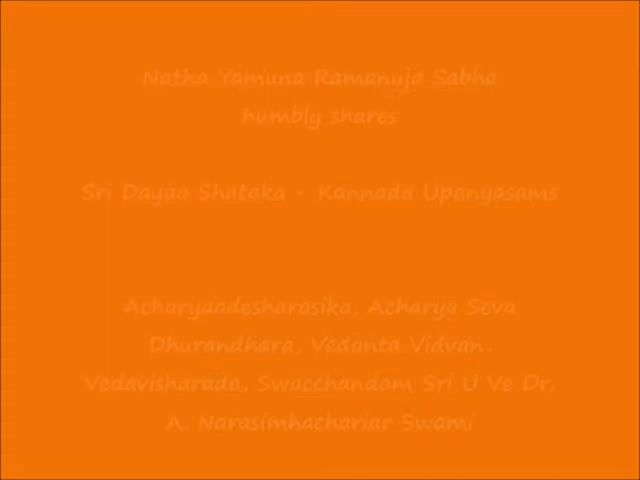 Natha Yamuna Ramanuja Sabha
humbly shares
Sri Dayaa Shataka - Kannada Upanyasams
Acharyaadesharasika, Acharya Seva
Dhurandhara, Vedanta Vidvan.
Vedavisharada, Swacchandam Sri U Ve Dr.
A. Narasimhachariar Swami